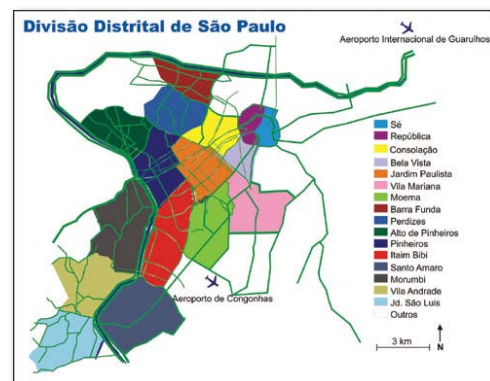 Divisão Distrital de São Paulo
Aeroporto Internacional de Guarulhos
Sé
República
Consolação
Bela Vista
Jardim Paulista
Vila Mariana
Moema
Barra Funda
Perdizes
Alto de Pinheiros
Pinheiros
Itaim Bibi
Santo Amaro
Morumbi
Vila Andrade
Jd. São Luis
Outros
Aeroporto de Congonhas
3 km
N